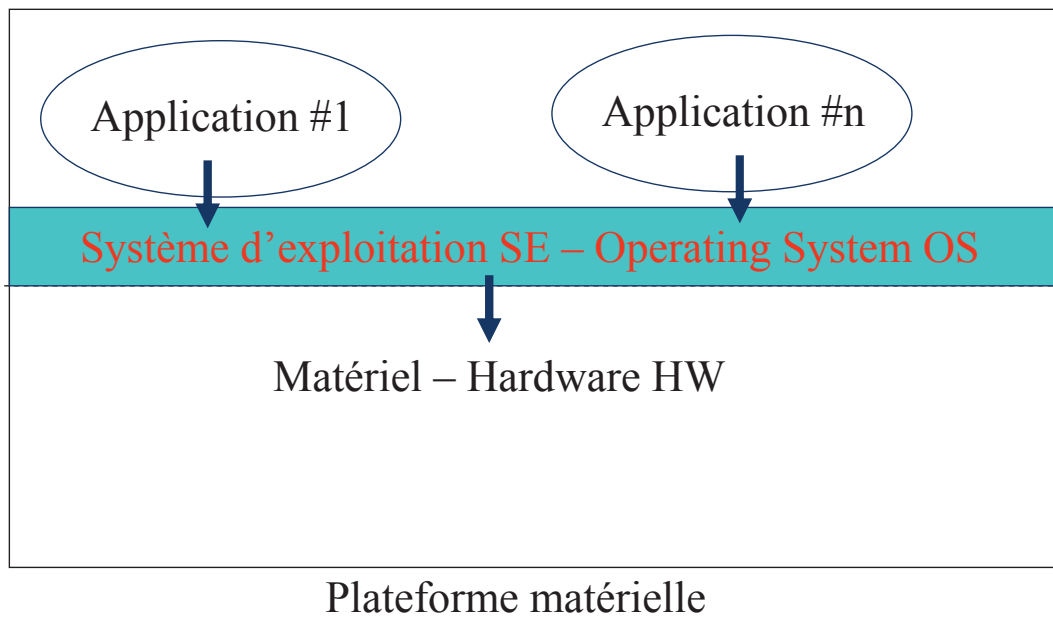 Application #1
Application #n
Système d’exploitation SE – Operating System OS
Matériel – Hardware HW
Plateforme matérielle